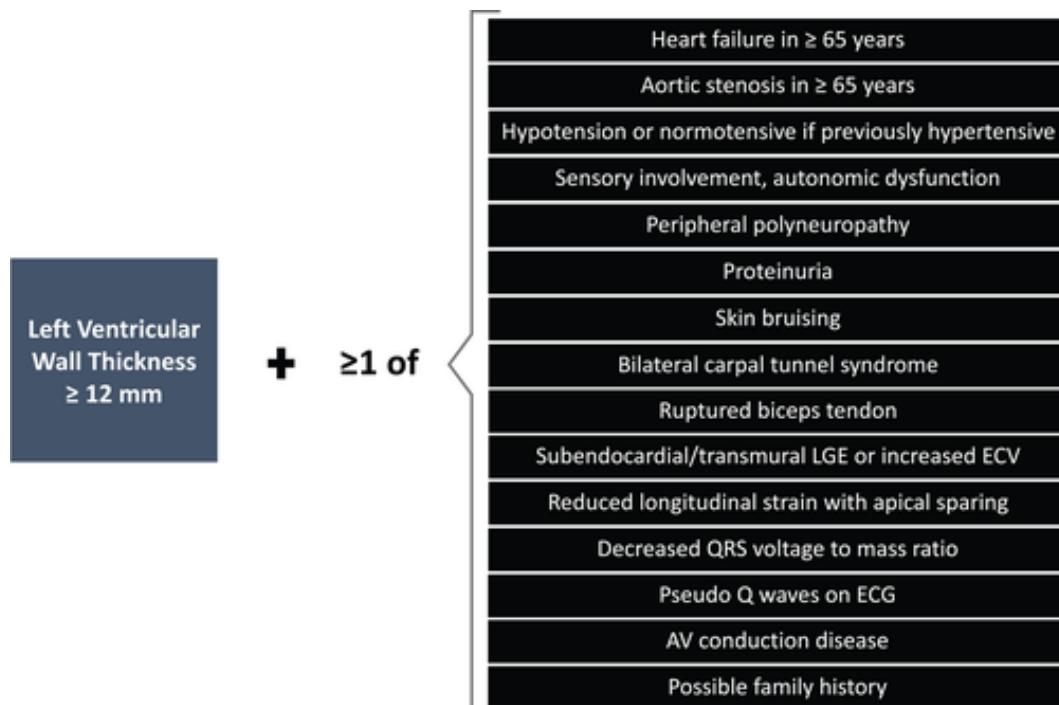 Left Ventricular
Wall Thickness
≥ 12 mm
+
≥1 of
Heart failure in ≥ 65 years
Aortic stenosis in ≥ 65 years
Hypotension or normotensive if previously hypertensive
Sensory involvement, autonomic dysfunction
Peripheral polyneuropathy
Proteinuria
Skin bruising
Bilateral carpal tunnel syndrome
Ruptured biceps tendon
Subendocardial/transmural LGE or increased ECV
Reduced longitudinal strain with apical sparing
Decreased QRS voltage to mass ratio
Pseudo Q waves on ECG
AV conduction disease
Possible family history